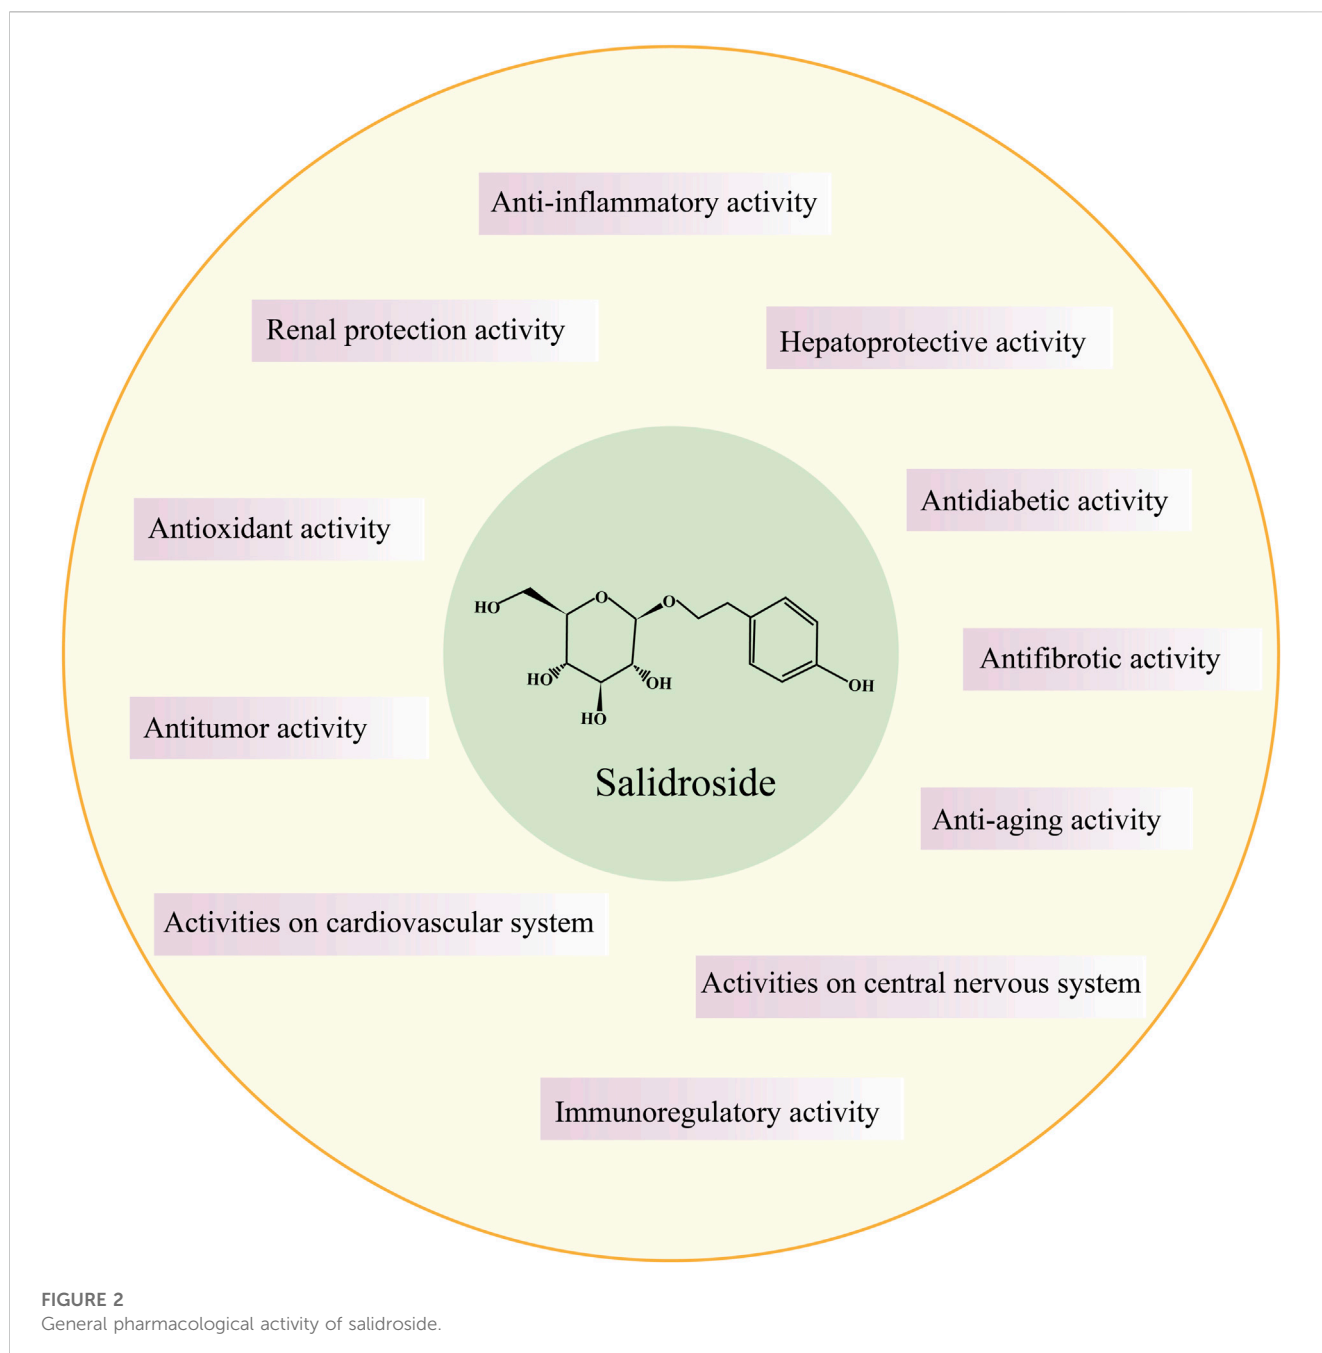 Anti-inflammatory activity
Renal protection activity
Hepatoprotective activity
Antidiabetic activity
Antioxidant activity
HO
O
O
OH
HO
OH
HO
Antifibrotic activity
Antitumor activity
Salidroside
Anti-aging activity
Activities on cardiovascular system
Activities on central nervous system
Immunoregulatory activity
FIGURE 2
General pharmacological activity of salidroside.